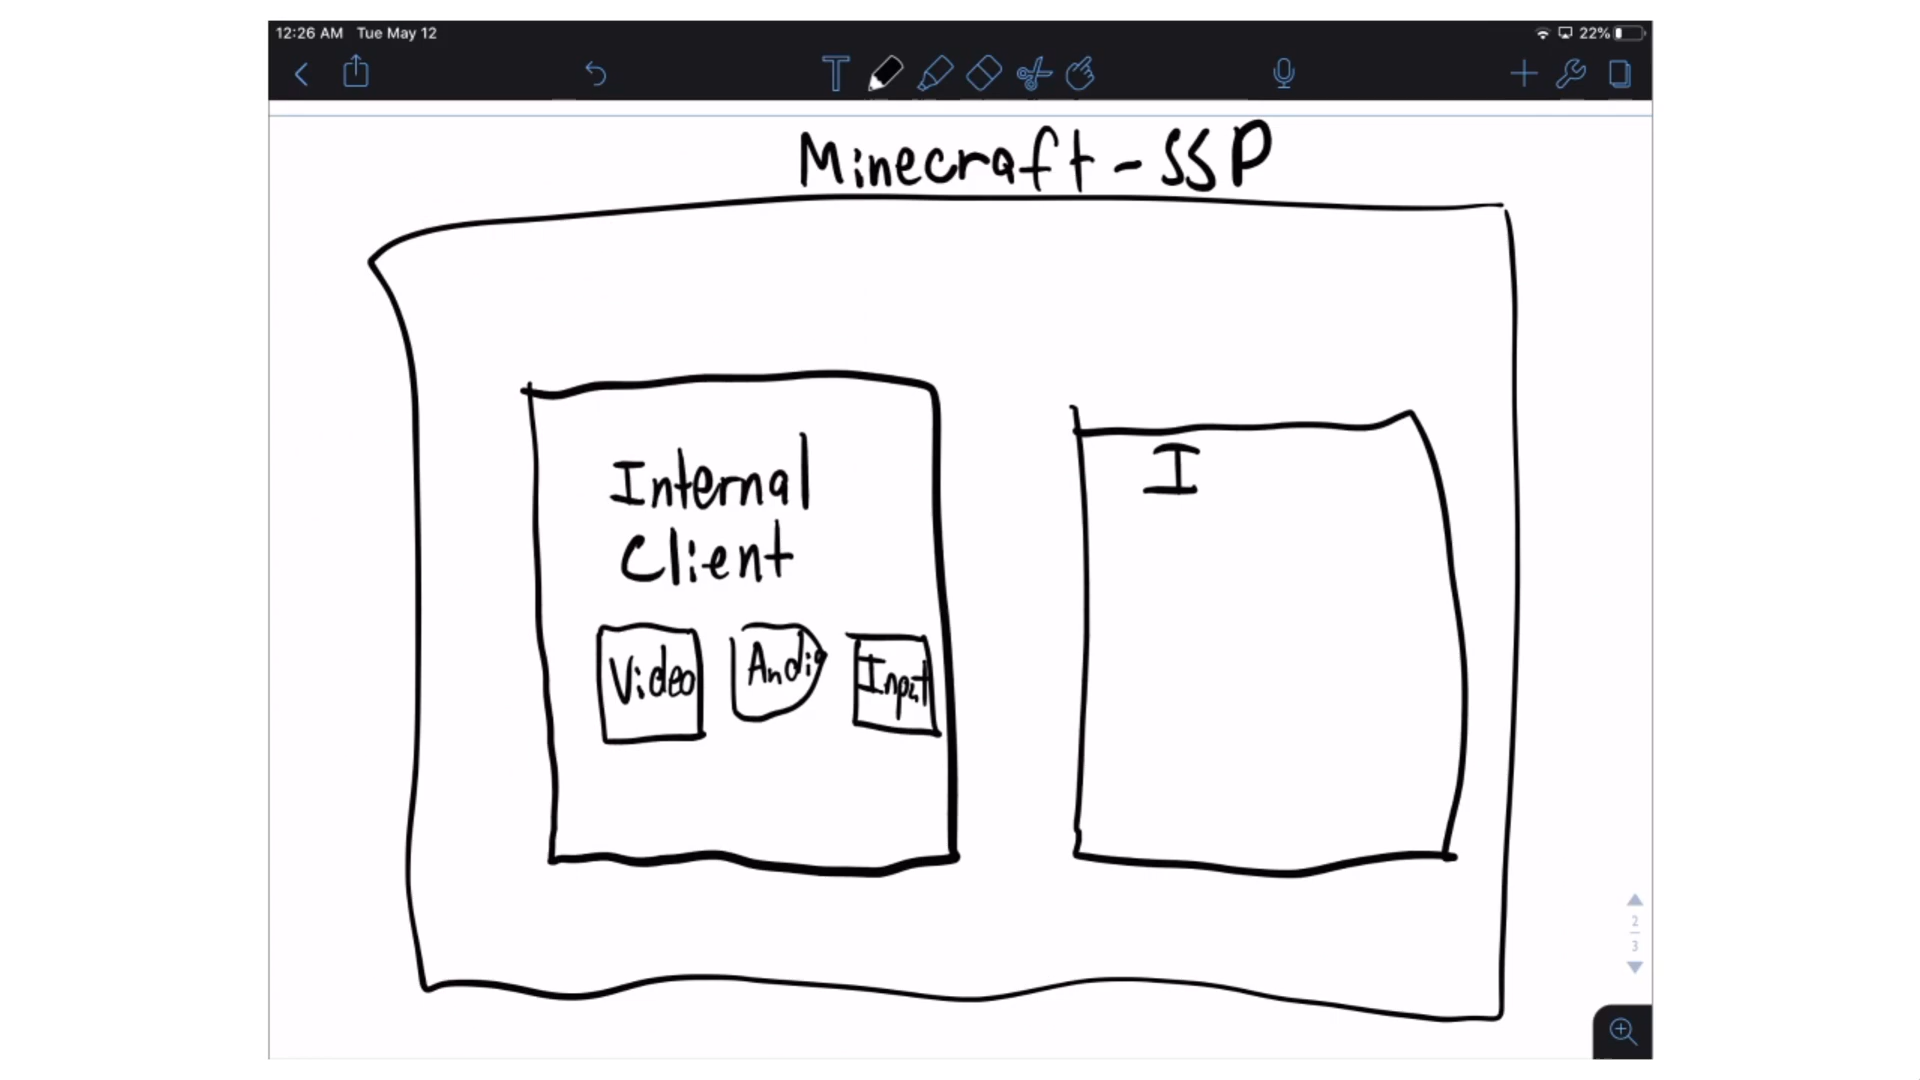 12:26 AM Tue May 12
22%
T
Minecraft - SSP
Internal
Client
Video Audio Input
I
2
3